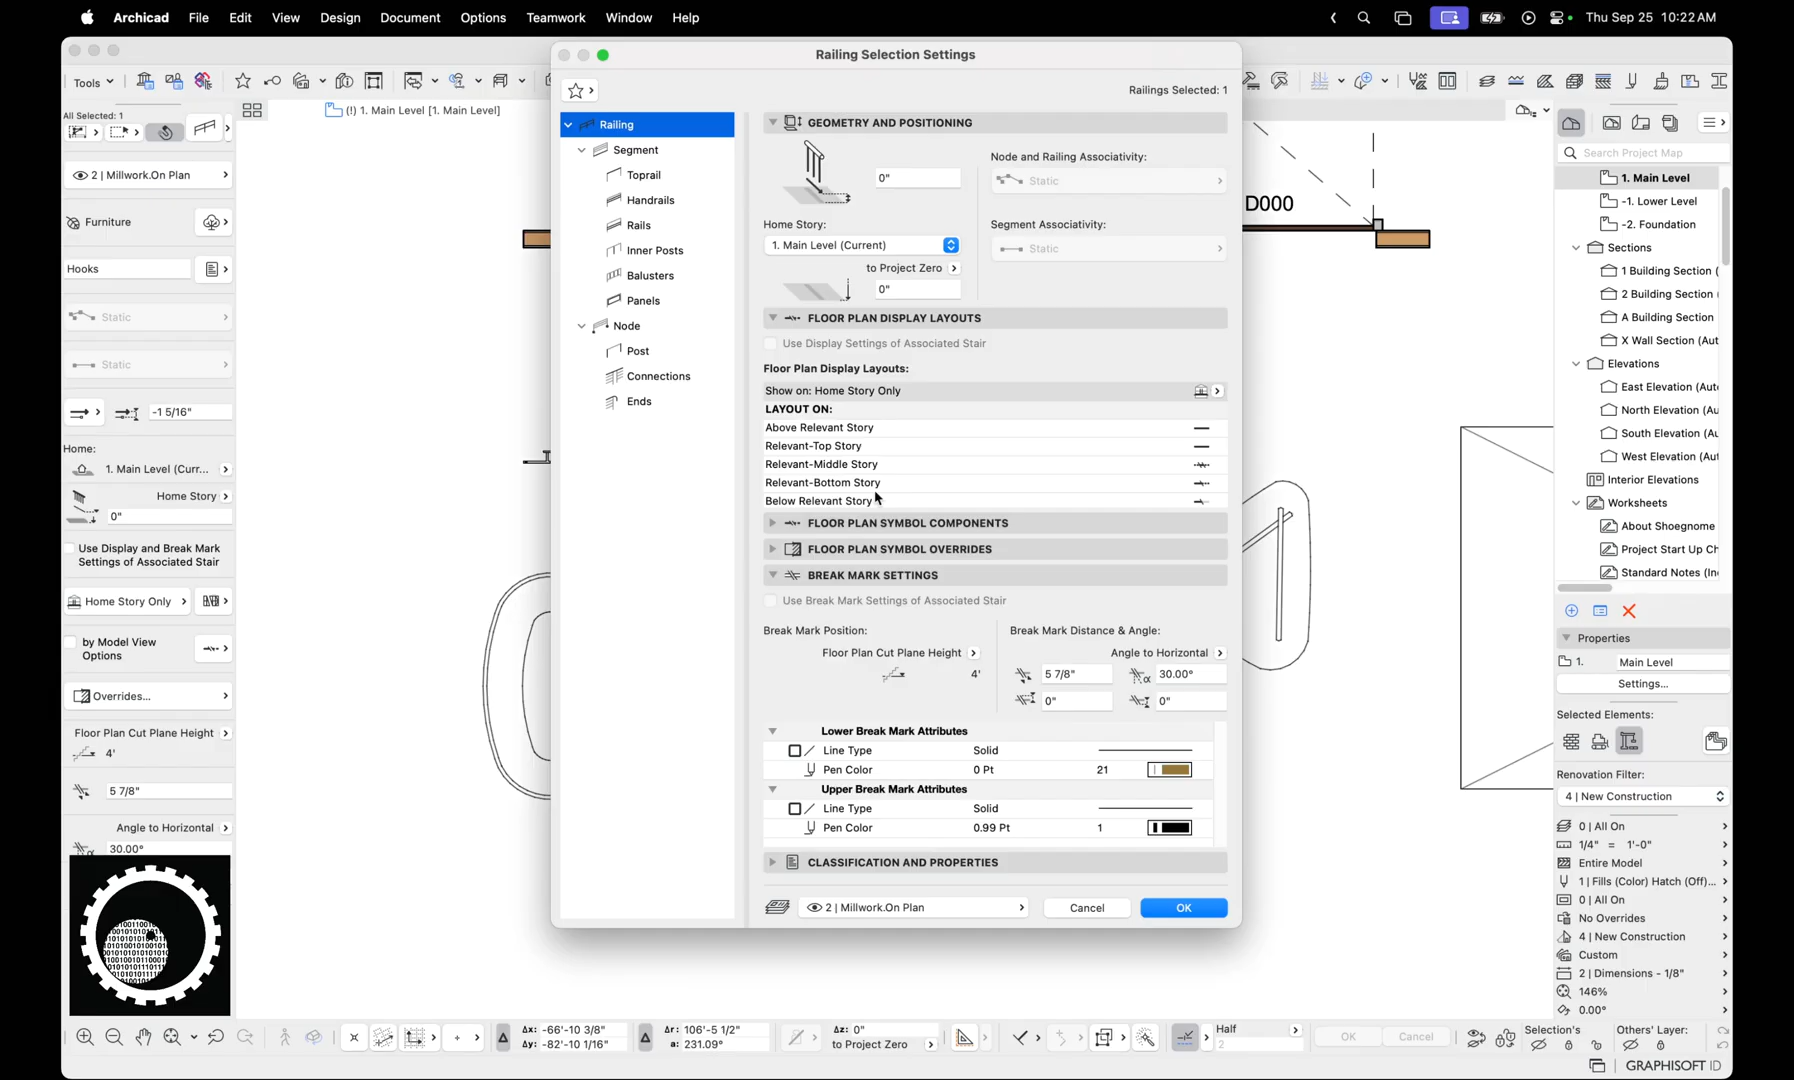 Archicad File Edit View Design Document Options Teamwork Window Help
Thu Sep 25 10:22 AM
Railing Selection Settings
Tools
Railings Selected: 1
All Selected: 1
(!) 1. Main Level [1. Main Level]
2 | Millwork.On Plan
Furniture
Hooks
Static
Static
-1 5/16"
Home:
1. Main Level (Curr...
Home Story
0"
Use Display and Break Mark
Settings of Associated Stair
Home Story Only
by Model View
Options
Overrides...
Floor Plan Cut Plane Height
4'
5 7/8"
Angle to Horizontal
30.00°
Railing
Segment
Toprail
Handrails
Rails
Inner Posts
Balusters
Panels
Node
Post
Connections
Ends
GEOMETRY AND POSITIONING
0"
Node and Railing Associativity:
Static
Home Story:
1. Main Level (Current)
Segment Associativity:
Static
to Project Zero
0"
FLOOR PLAN DISPLAY LAYOUTS
Use Display Settings of Associated Stair
Floor Plan Display Layouts:
Show on: Home Story Only
LAYOUT ON:
Above Relevant Story
Relevant-Top Story
Relevant-Middle Story
Relevant-Bottom Story
Below Relevant Story
FLOOR PLAN SYMBOL COMPONENTS
FLOOR PLAN SYMBOL OVERRIDES
BREAK MARK SETTINGS
Use Break Mark Settings of Associated Stair
Break Mark Position:
Break Mark Distance & Angle:
Floor Plan Cut Plane Height
Angle to Horizontal
4'
5 7/8"
30.00°
0"
0"
Lower Break Mark Attributes
Line Type Solid
Pen Color 0 Pt 21
Upper Break Mark Attributes
Line Type Solid
Pen Color 0.99 Pt 1
CLASSIFICATION AND PROPERTIES
2 | Millwork.On Plan
Cancel
OK
D000
Search Project Map
1. Main Level
-1. Lower Level
-2. Foundation
Sections
1 Building Section (
2 Building Section
A Building Section
X Wall Section (Aut
Elevations
East Elevation (Aut
North Elevation (Au
South Elevation (Au
West Elevation (Aut
Interior Elevations
Worksheets
About Shoegnome
Project Start Up Ch
Standard Notes (In
Properties
1. Main Level
Settings...
Selected Elements:
Renovation Filter:
4 | New Construction
0 | All On
1/4" = 1'-0"
Entire Model
1 | Fills (Color) Hatch (Off)...
0 | All On
No Overrides
4 | New Construction
Custom
2 | Dimensions - 1/8"
146%
0.00°
Δx: -66'-10 3/8"
Δy: -82'-10 1/16"
Δr: 106'-5 1/2"
a: 231.09°
Δz: 0"
to Project Zero
Half
2
OK
Cancel
Selection's
Others' Layer:
GRAPHISOFT ID